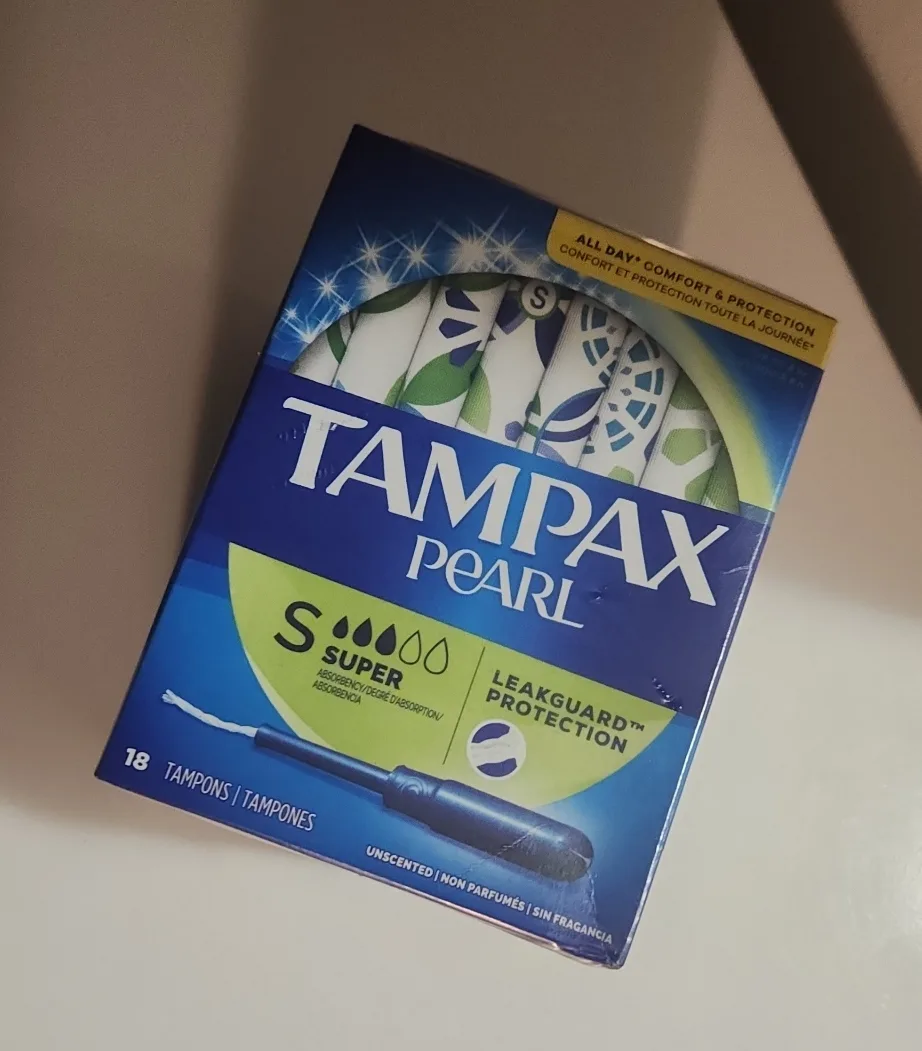 ALL DAY* COMFORT & PROTECTION
CONFORT ET PROTECTION TOUTE LA JOURNÉE*
S
TAMPAX
PEARL
S
SUPER
ABSORBENCY/DEGRÉ D'ABSORPTION/
ABSORBENCIA
LEAKGUARD™
PROTECTION
18 TAMPONS | TAMPONES
UNSCENTED | NON PARFUMÉS | SIN FRAGANCIA